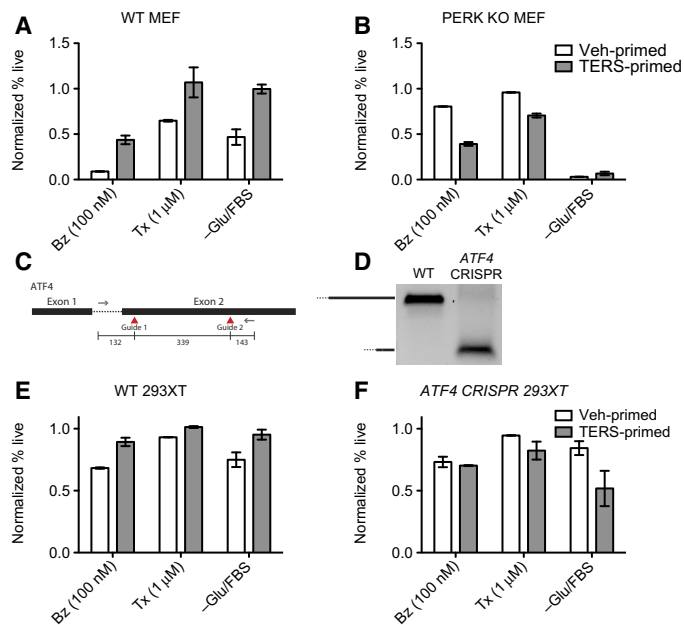 A
WT MEF
Normalized % live
1.5
1.0
0.5
0.0
Bz (100 nM)
Tx (1 µM)
–Glu/FBS
B
PERK KO MEF
Normalized % live
1.5
1.0
0.5
0.0
Bz (100 nM)
Tx (1 µM)
–Glu/FBS
Veh-primed
TERS-primed
C
ATF4
Exon 1
Exon 2
Guide 1
Guide 2
132
339
143
D
WT
ATF4
CRISPR
E
WT 293XT
Normalized % live
1.0
0.5
0.0
Bz (100 nM)
Tx (1 µM)
–Glu/FBS
F
ATF4 CRISPR 293XT
Normalized % live
1.0
0.5
0.0
Bz (100 nM)
Tx (1 µM)
–Glu/FBS
Veh-primed
TERS-primed